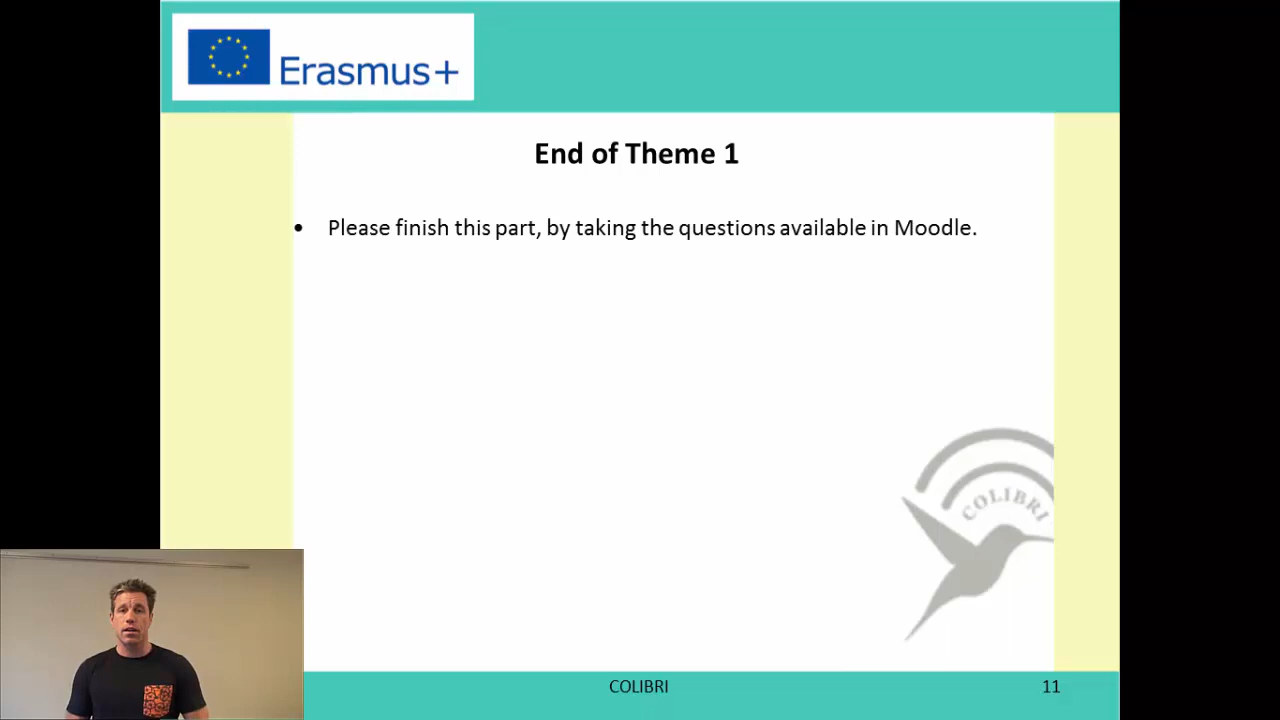 Erasmus+
End of Theme 1
• Please finish this part, by taking the questions available in Moodle.
COLIBRI
COLIBRI
11